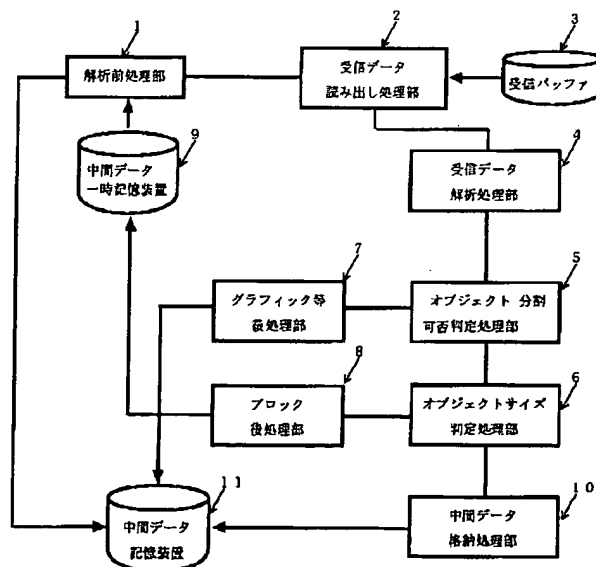 1
2
3
解析前処理部
受信データ
読み出し処理部
受信バッファ
9
4
中間データ
一時記憶装置
受信データ
解析処理部
7
5
グラフィック等
後処理部
オブジェクト 分割
可否判定処理部
8
6
ブロック
後処理部
オブジェクトサイズ
判定処理部
11
10
中間データ
記憶装置
中間データ
格納処理部